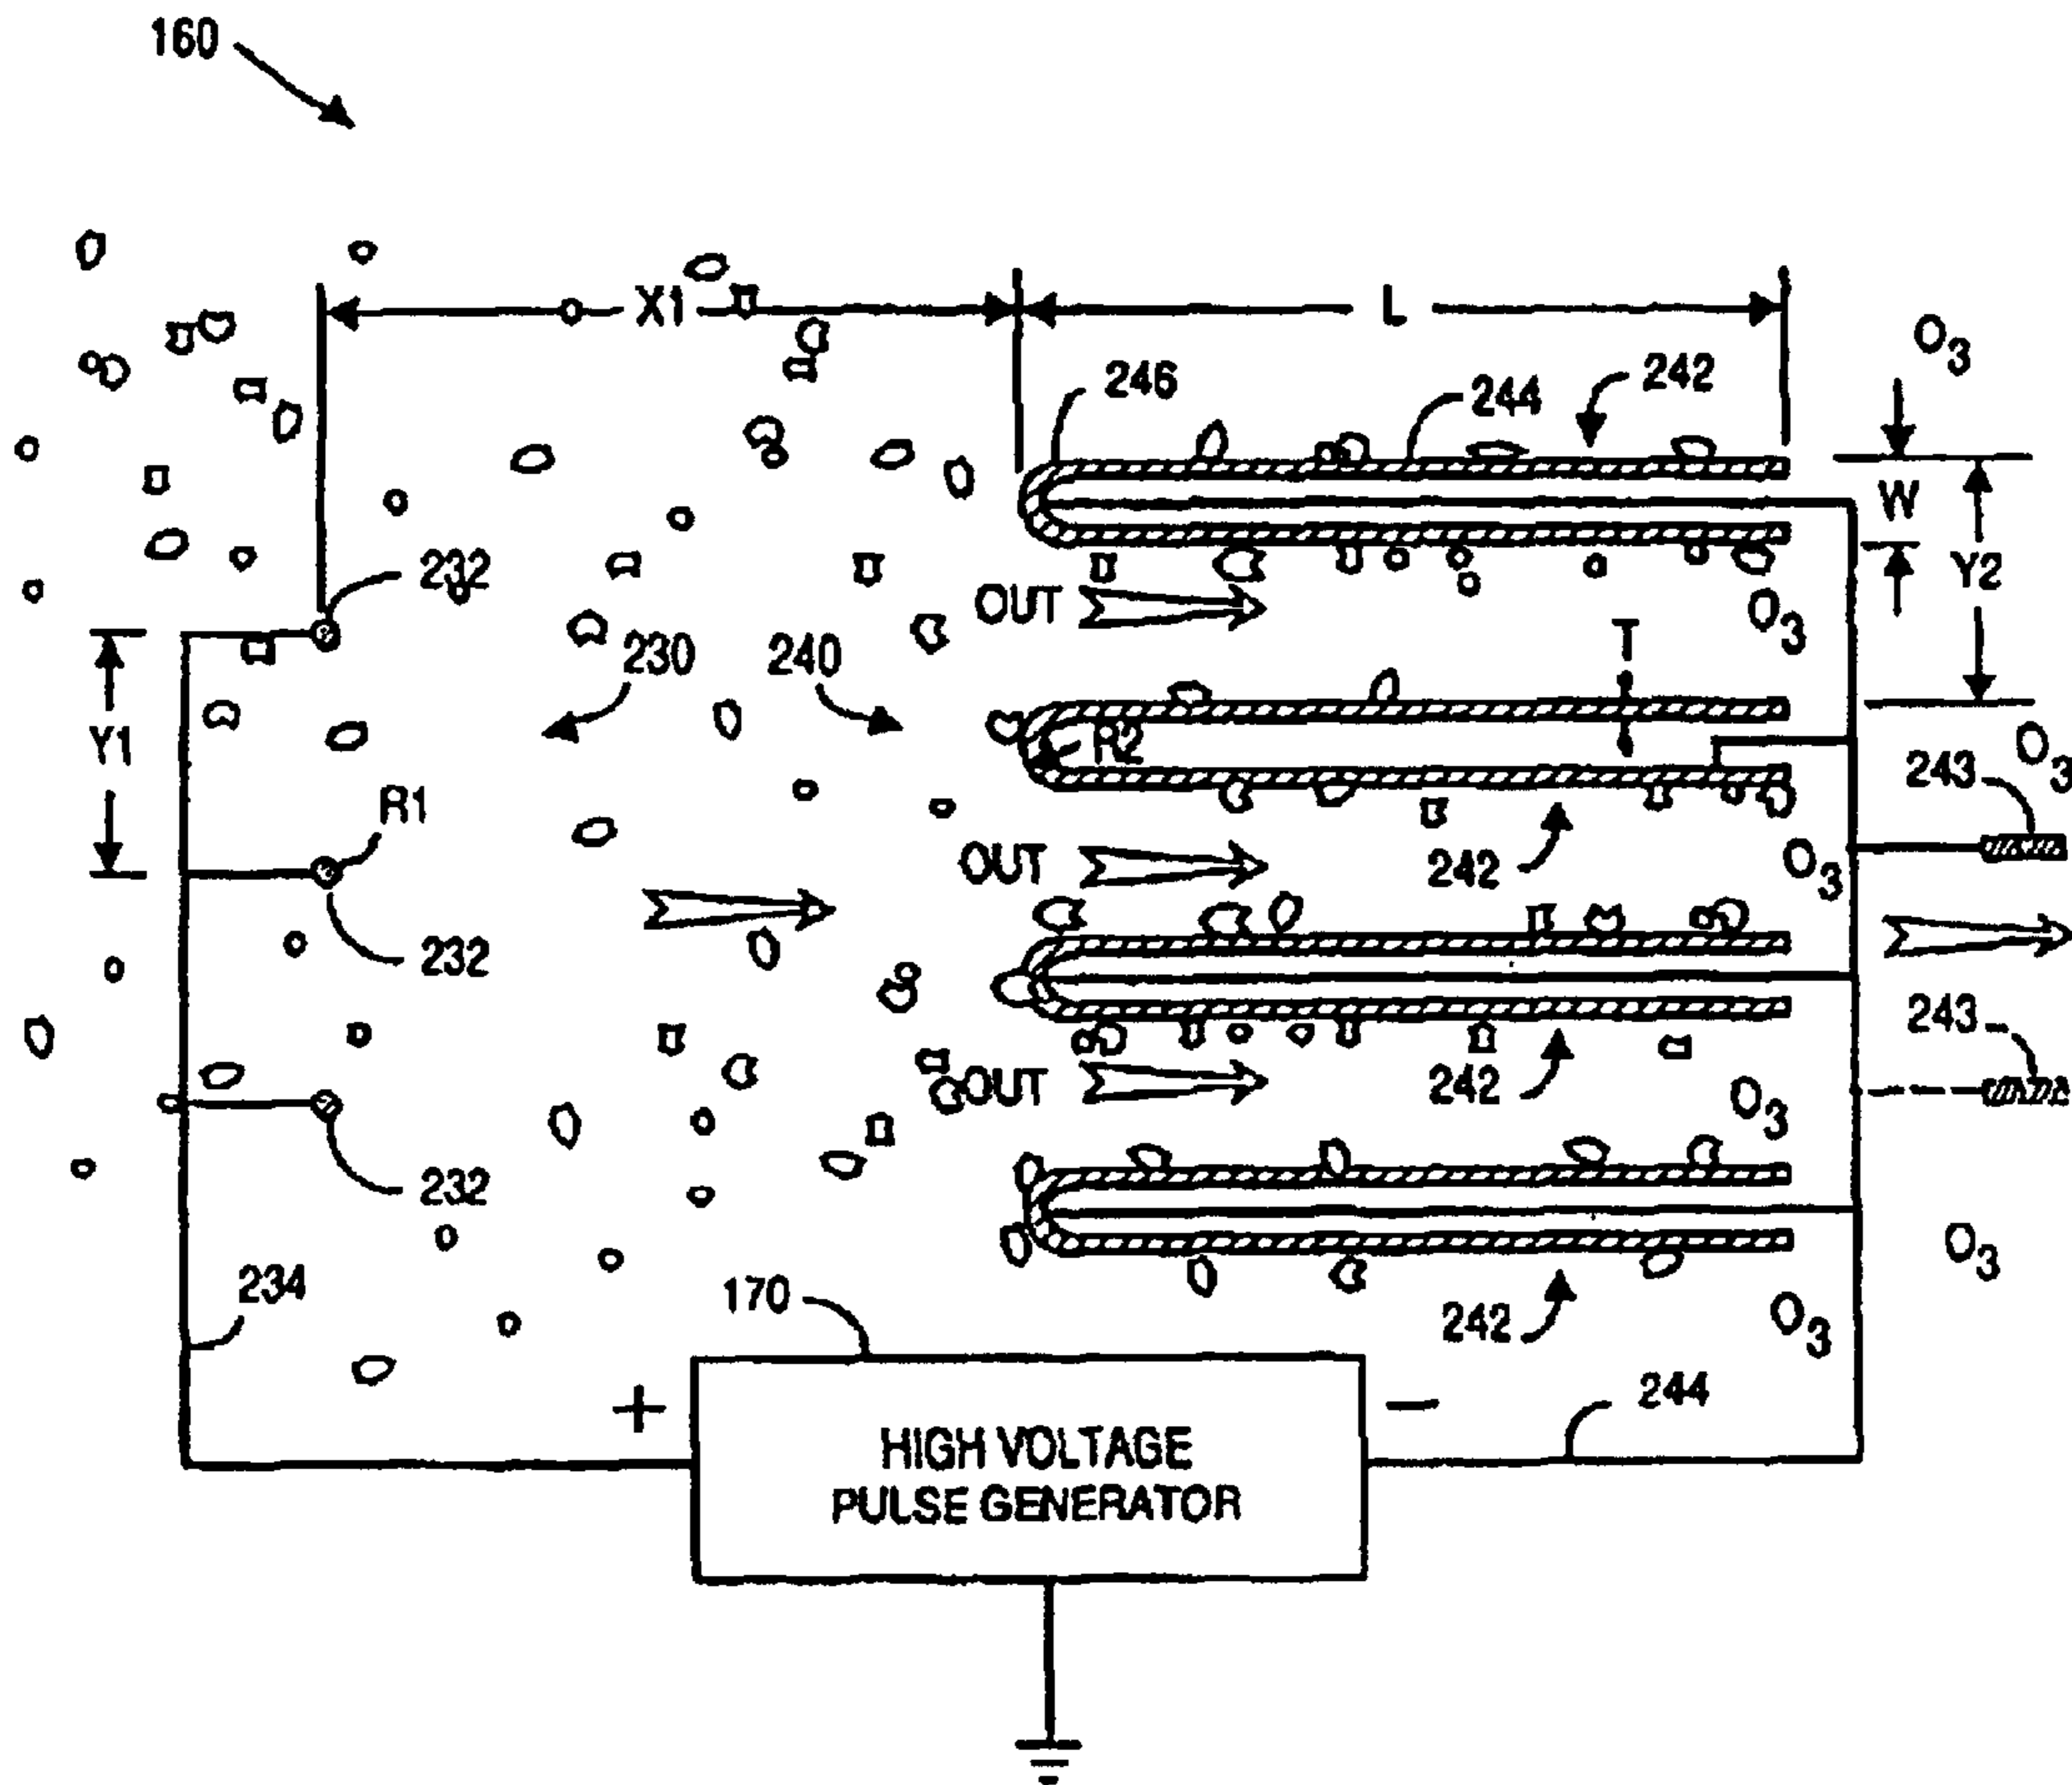 160
X1
L
O3
246
244
242
W
232
Y2
OUT
O3
230
240
T
Y1
R2
O3
243
R1
OUT
242
O3
232
243
OUT
242
O3
232
O3
234
170
242
O3
+
−
244
HIGH VOLTAGE
PULSE GENERATOR